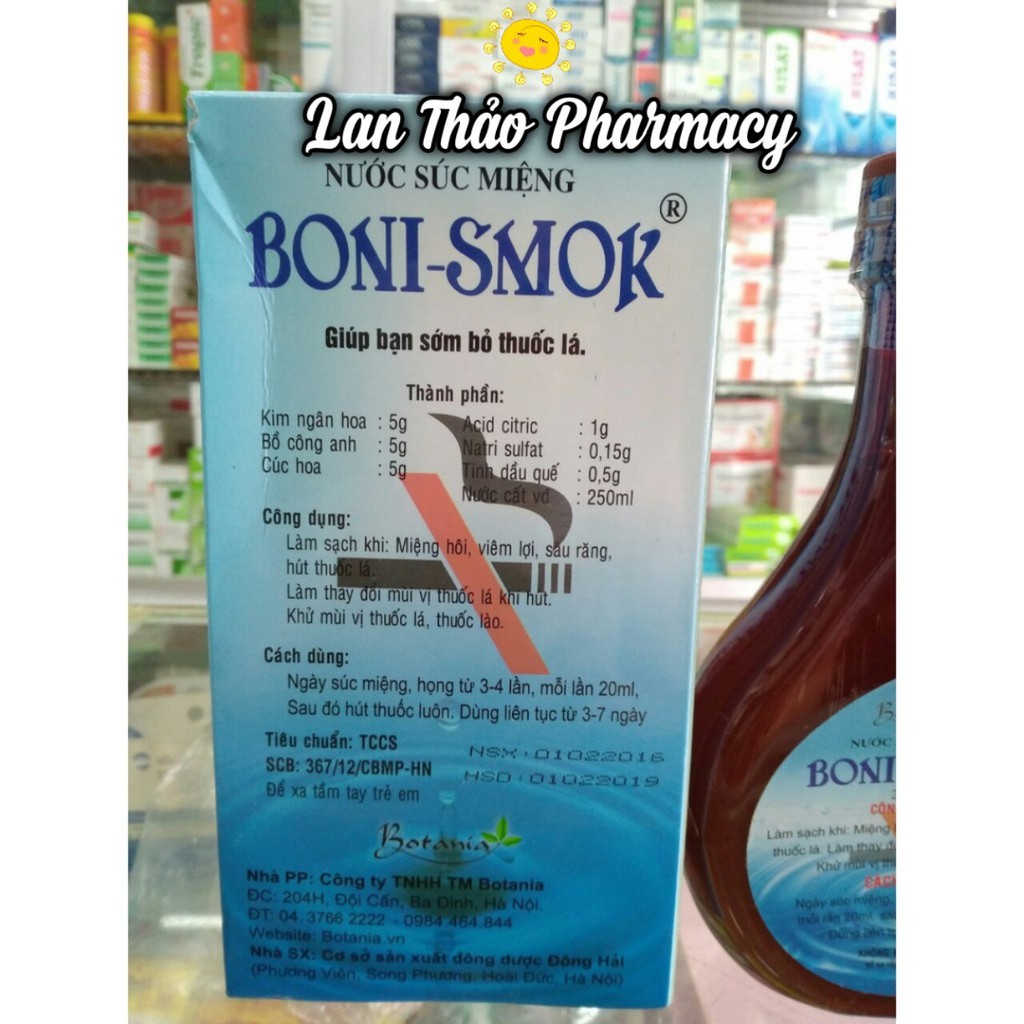 Lan Thảo Pharmacy
NƯỚC SÚC MIỆNG
BONI-SMOK®
Giúp bạn sớm bỏ thuốc lá.
Thành phần:
Kim ngân hoa : 5g
Bồ công anh : 5g
Cúc hoa : 5g
Acid citric : 1g
Natri sulfat : 0,15g
Tinh dầu quế : 0,5g
Nước cất vđ : 250ml
Công dụng:
Làm sạch khi: Miệng hôi, viêm lợi, sâu răng,
hút thuốc lá.
Làm thay đổi mùi vị thuốc lá khi hút.
Khử mùi vị thuốc lá, thuốc lào.
Cách dùng:
Ngày súc miệng, họng từ 3-4 lần, mỗi lần 20ml,
Sau đó hút thuốc luôn. Dùng liên tục từ 3-7 ngày
Tiêu chuẩn: TCCS
SCB: 367/12/CBMP-HN
Để xa tầm tay trẻ em
NSX: 01022016
HSD: 01022019
Botania
Nhà PP: Công ty TNHH TM Botania
ĐC: 204H, Đội Cấn, Ba Đình, Hà Nội.
ĐT: 04. 3766 2222 - 0984.464.844
Website: Botania.vn
Nhà SX: Cơ sở sản xuất đông dược Đông Hải
(Phương Viên, Song Phương, Hoài Đức, Hà Nội)
NƯỚC
BONI
Làm sạch khi: Miệng
thuốc lá. Làm thay
Khử mùi vị
Ngày súc miệng,
mỗi lần 20ml,